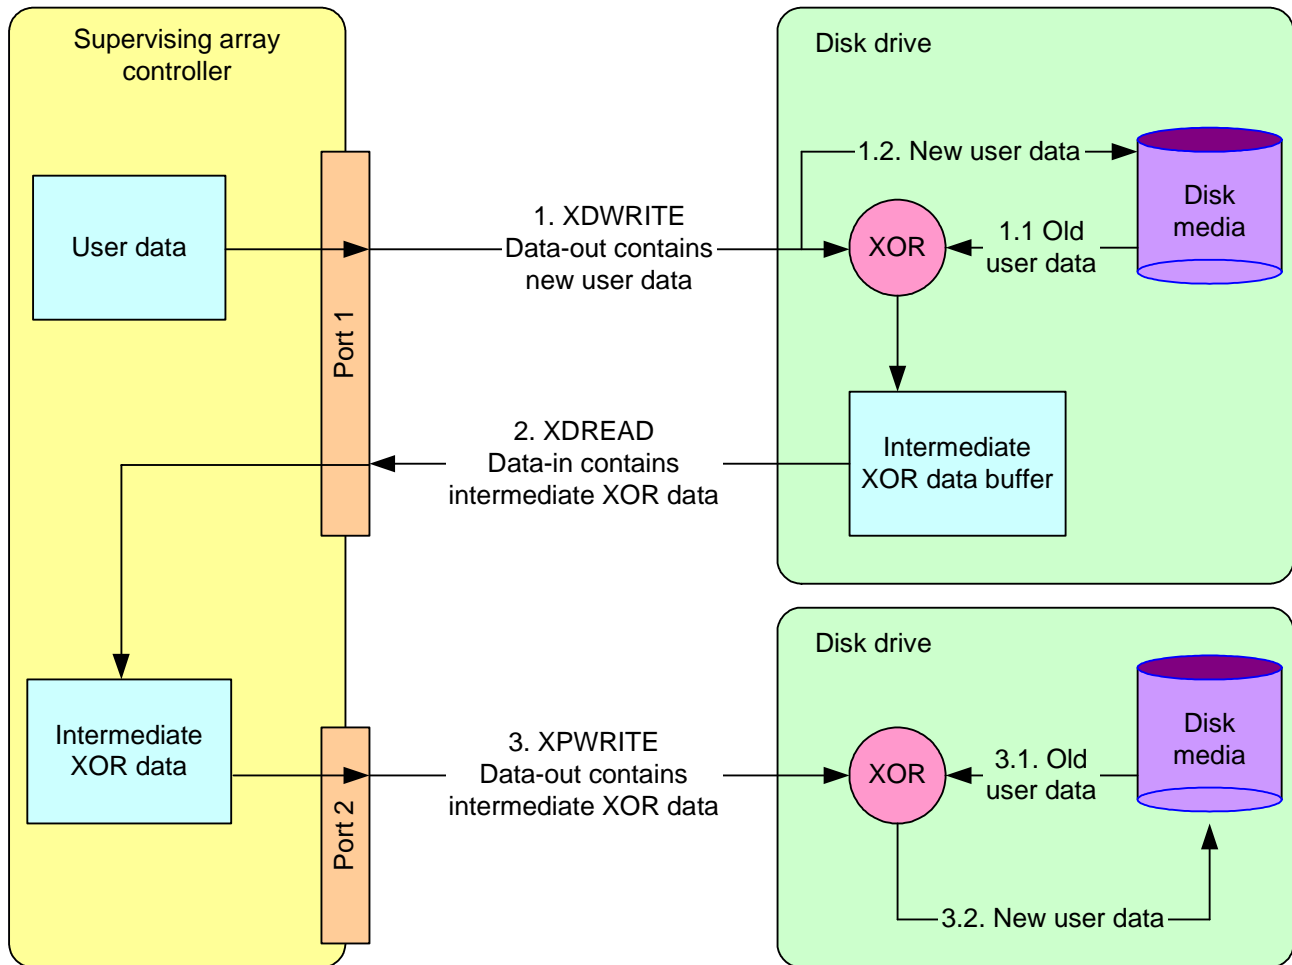 Supervising array
controller
User data
Port 1
1. XDWRITE
Data-out contains
new user data
2. XDREAD
Data-in contains
intermediate XOR data
Disk drive
1.2. New user data
XOR
1.1 Old
user data
Disk
media
Intermediate
XOR data buffer
Intermediate
XOR data
Port 2
3. XPWRITE
Data-out contains
intermediate XOR data
Disk drive
XOR
3.1. Old
user data
Disk
media
3.2. New user data